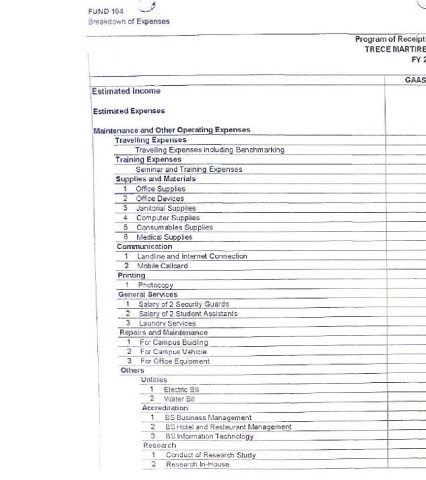 FUND 164
Breakdown of Expenses
Program of Receipt
TRECE MARTIRE
FY 2
GAAS
Estimated Income
Estimated Expenses
Maintenance and Other Operating Expenses
Travelling Expenses
Travelling Expenses including Benchmarking
Training Expenses
Seminar and Training Expenses
Supplies and Materials
1 Office Supplies
2 Office Devices
3 Janitorial Supplies
4 Computer Supplies
5 Consumables Supplies
6 Medical Supplies
Communication
1 Landline and Internet Connection
2 Mobile Callcard
Printing
1 Photocopy
General Services
1 Salary of 2 Security Guards
2 Salary of 2 Student Assistants
3 Laundry Services
Repairs and Maintenance
1 For Campus Buiding
2 For Campus Vehicle
3 For Office Equipment
Others
Utilities
1 Electric Bill
2 Water Bill
Accreditation
1 BS Business Management
2 BS Hotel and Restaurant Management
3 BS Information Technology
Research
1 Conduct of Research Study
2 Research In-House